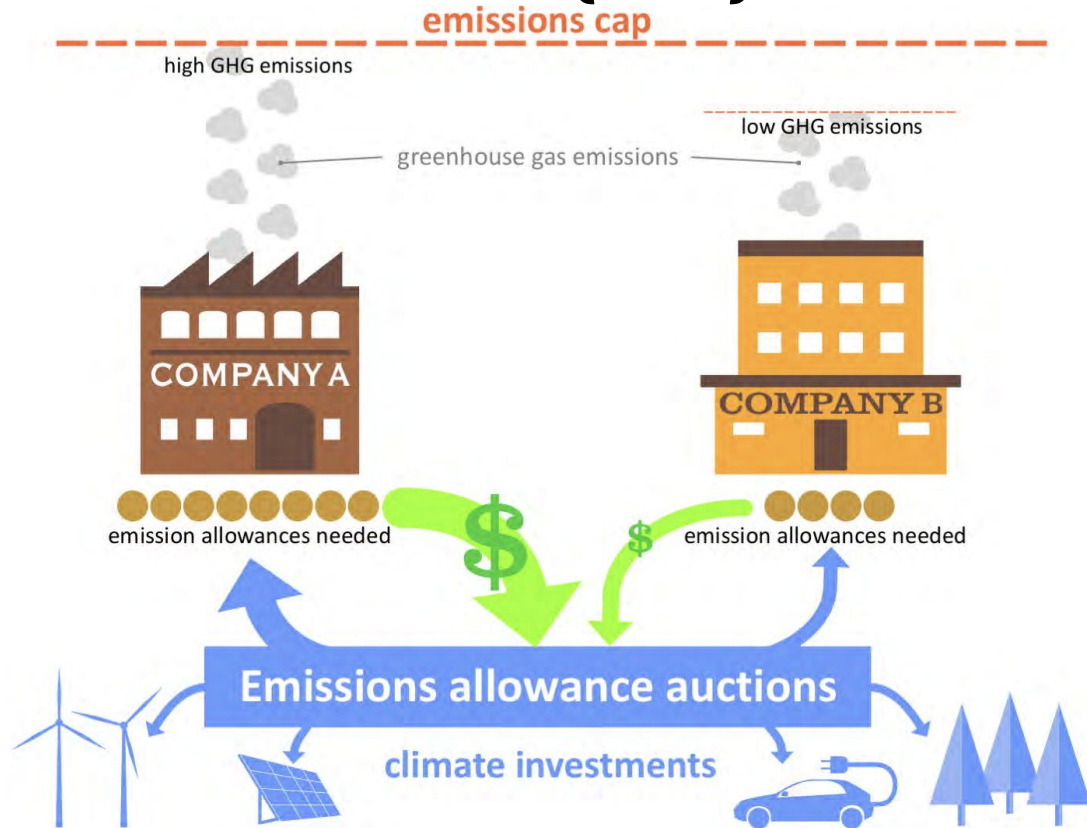 emissions cap
high GHG emissions
low GHG emissions
greenhouse gas emissions
COMPANY A
COMPANY B
emission allowances needed
$
$
emission allowances needed
Emissions allowance auctions
climate investments